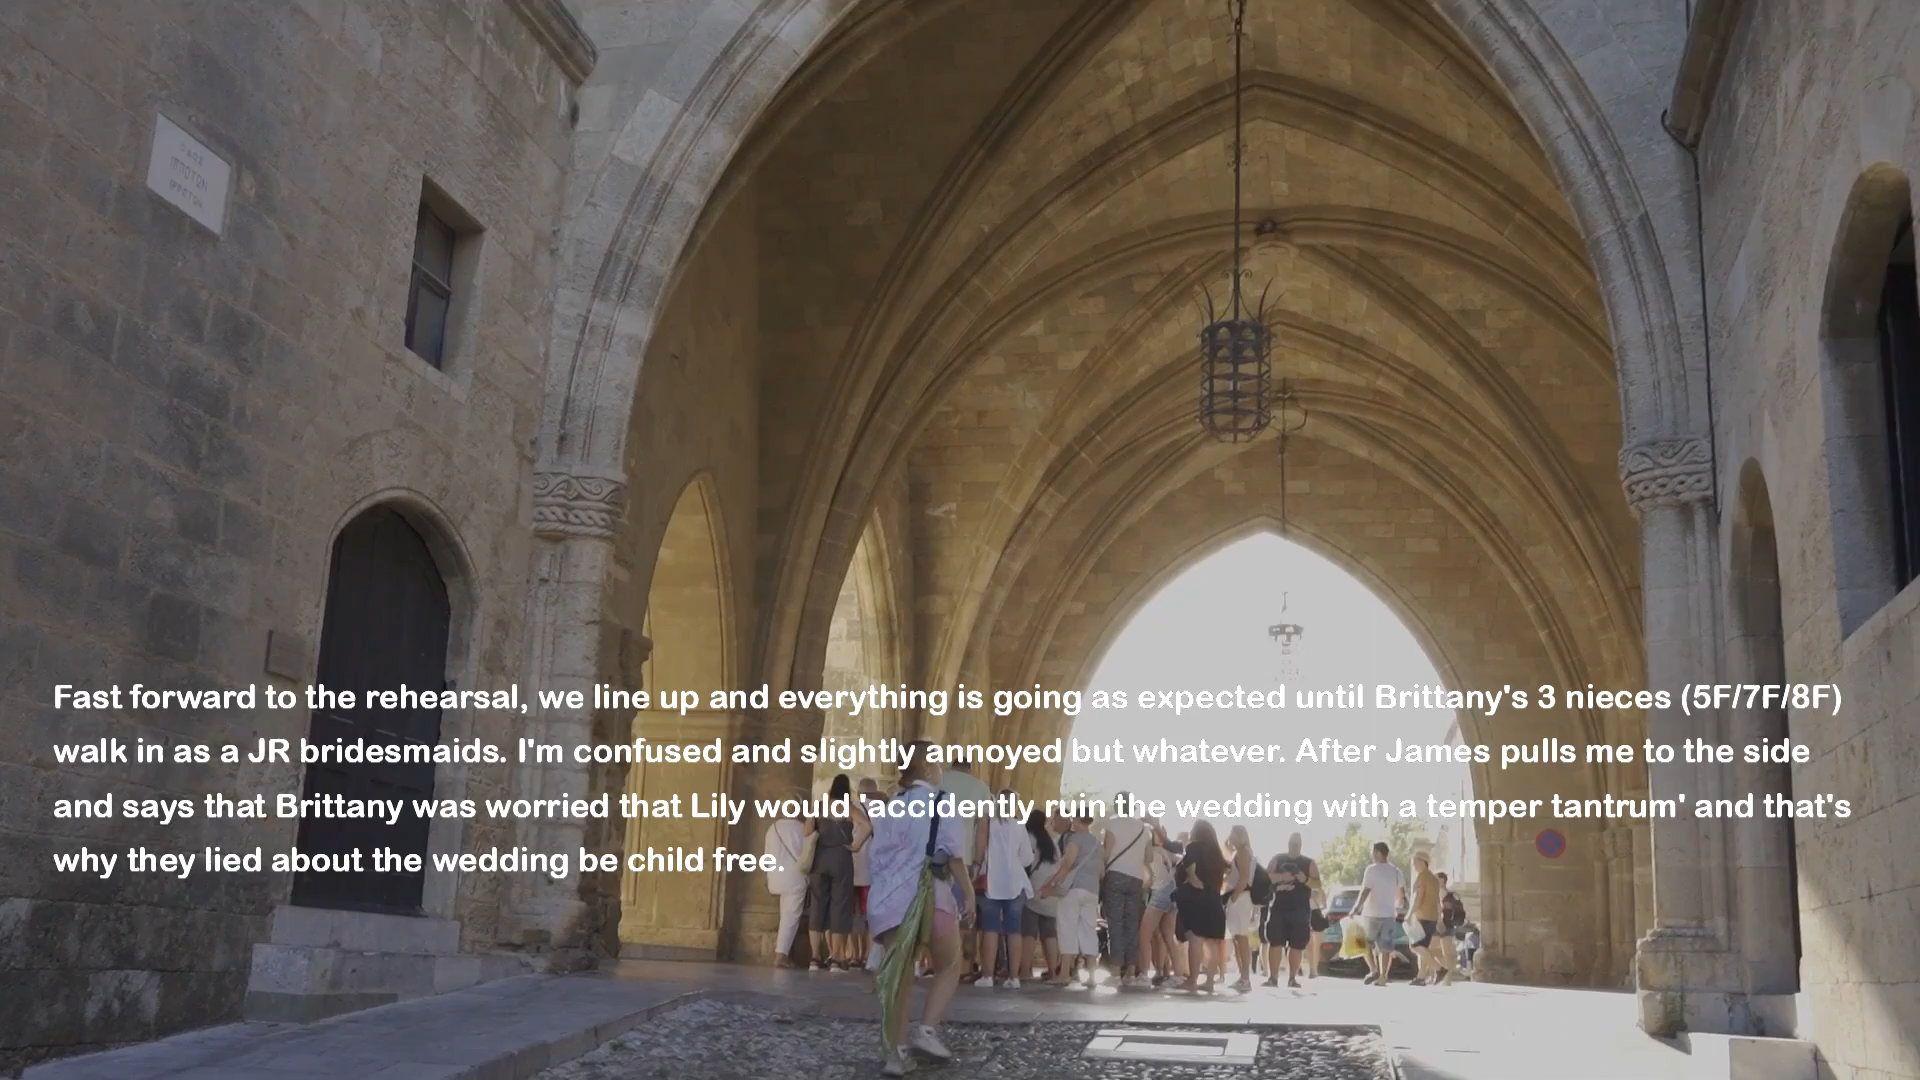 ΟΔΟΣ
ΙΠΠΟΤΩΝ
ΙΡΡΟΤΟΝ
Fast forward to the rehearsal, we line up and everything is going as expected until Brittany's 3 nieces (5F/7F/8F)
walk in as a JR bridesmaids. I'm confused and slightly annoyed but whatever. After James pulls me to the side
and says that Brittany was worried that Lily would 'accidently ruin the wedding with a temper tantrum' and that's
why they lied about the wedding be child free.